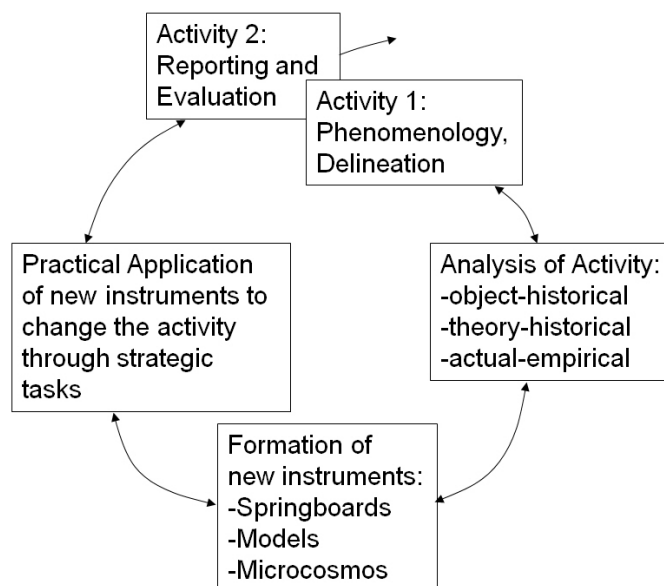 Activity 2:
Reporting and
Evaluation
Activity 1:
Phenomenology,
Delineation
Practical Application
of new instruments to
change the activity
through strategic
tasks
Analysis of Activity:
-object-historical
-theory-historical
-actual-empirical
Formation of
new instruments:
-Springboards
-Models
-Microcosmos